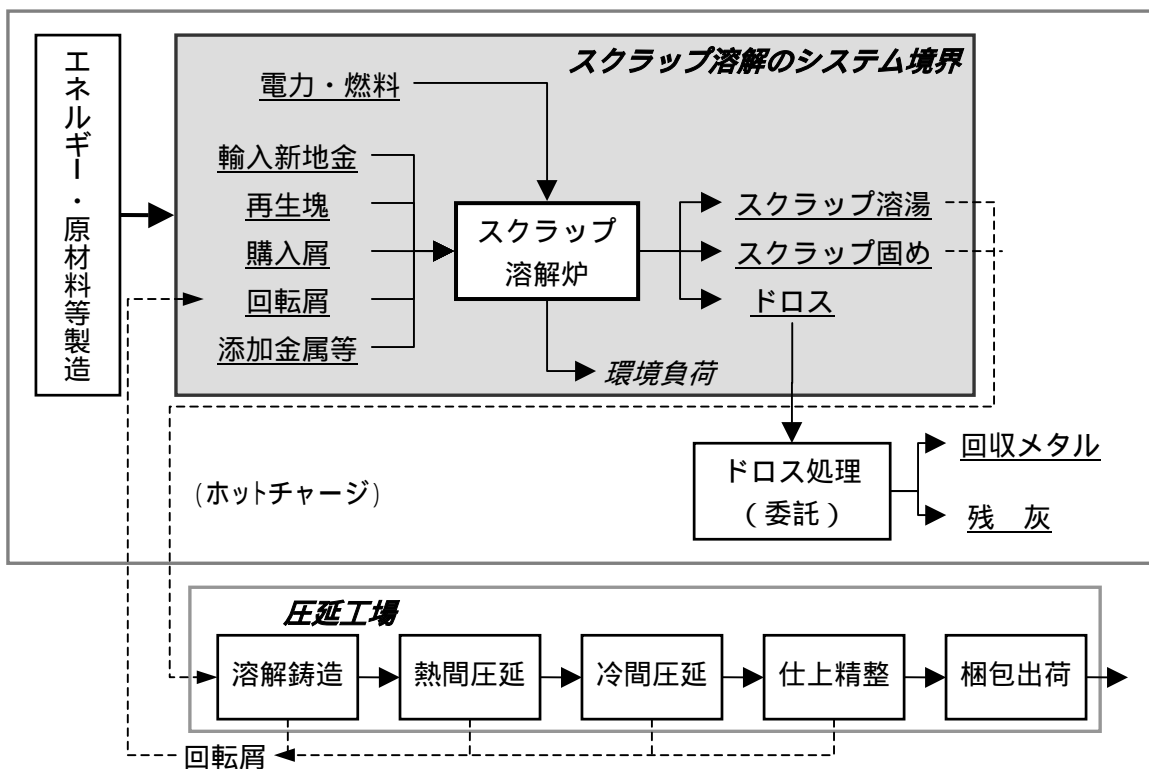 エネルギー・原材料等製造
スクラップ溶解のシステム境界
電力・燃料
輸入新地金
再生塊
購入屑
回転屑
添加金属等
スクラップ
溶解炉
スクラップ溶湯
スクラップ固め
ドロス
環境負荷
ドロス処理
(委託)
回収メタル
残 灰
(ホットチャージ)
圧延工場
溶解鋳造
熱間圧延
冷間圧延
仕上精整
梱包出荷
回転屑